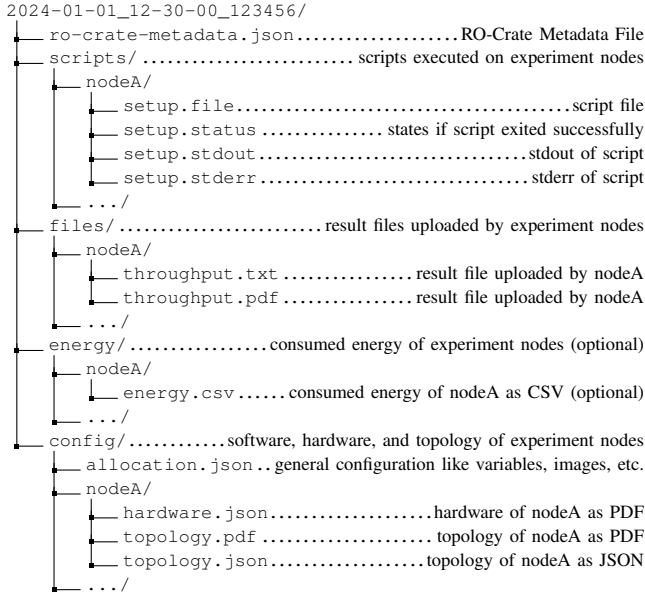 2024-01-01_12-30-00_123456/
ro-crate-metadata.json...................RO-Crate Metadata File
scripts/.........................scripts executed on experiment nodes
nodeA/
setup.file......................................script file
setup.status...............states if script exited successfully
setup.stdout................................stdout of script
setup.stderr................................stderr of script
.../
files/........................result files uploaded by experiment nodes
nodeA/
throughput.txt................result file uploaded by nodeA
throughput.pdf................result file uploaded by nodeA
.../
energy/................consumed energy of experiment nodes (optional)
nodeA/
energy.csv......consumed energy of nodeA as CSV (optional)
.../
config/............software, hardware, and topology of experiment nodes
allocation.json..general configuration like variables, images, etc.
nodeA/
hardware.json...................hardware of nodeA as PDF
topology.pdf....................topology of nodeA as PDF
topology.json..................topology of nodeA as JSON
.../